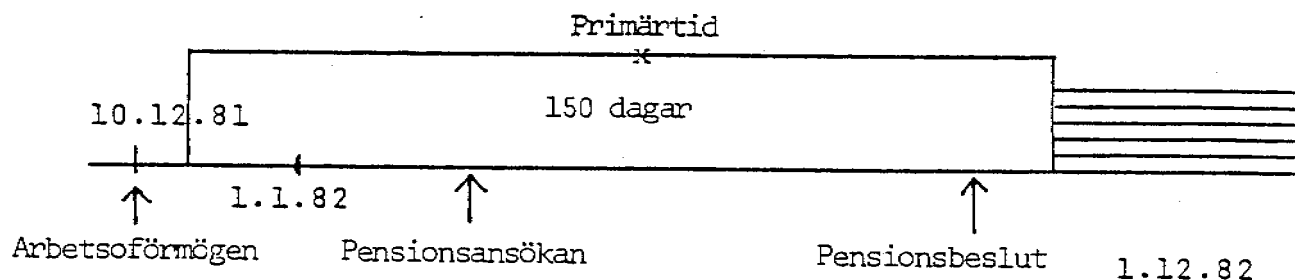 Primärtid
150 dagar
10.12.81
1.1.82
Arbetsoförmögen
Pensionsansökan
Pensionsbeslut
1.12.82